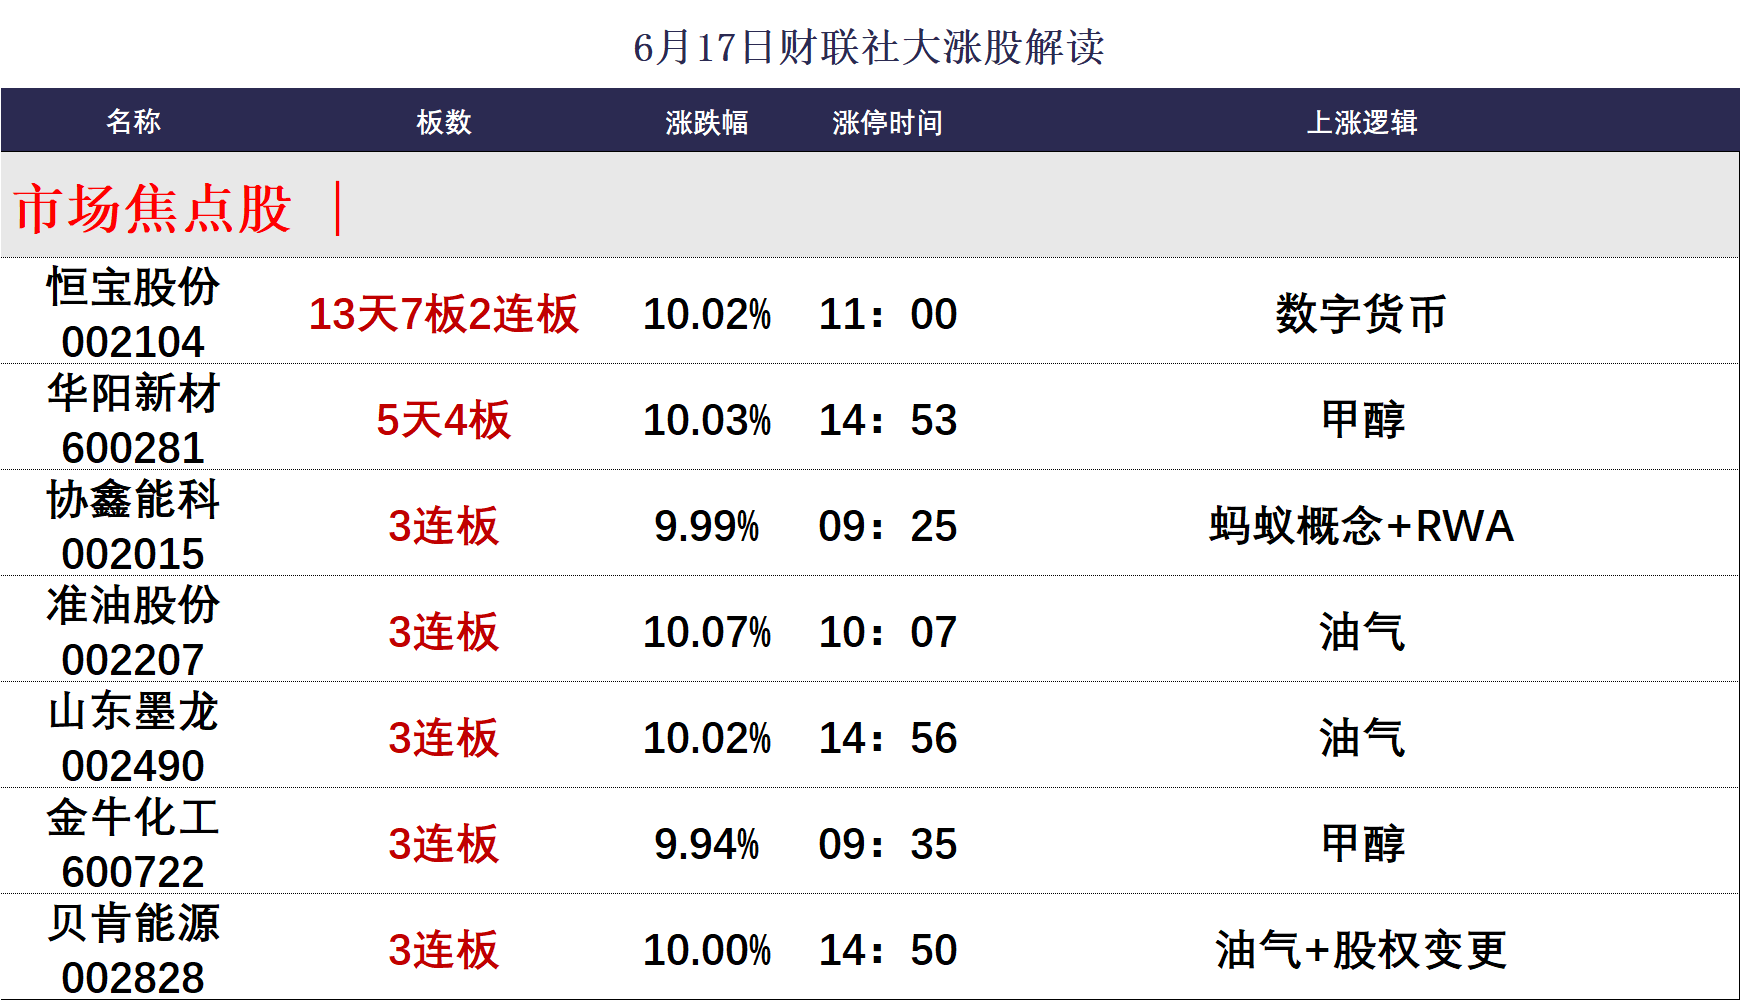 6月17日财联社大涨股解读
名称 板数 涨跌幅 涨停时间 上涨逻辑
市场焦点股 |
恒宝股份
002104 13天7板2连板 10.02% 11：00 数字货币
华阳新材
600281 5天4板 10.03% 14：53 甲醇
协鑫能科
002015 3连板 9.99% 09：25 蚂蚁概念+RWA
准油股份
002207 3连板 10.07% 10：07 油气
山东墨龙
002490 3连板 10.02% 14：56 油气
金牛化工
600722 3连板 9.94% 09：35 甲醇
贝肯能源
002828 3连板 10.00% 14：50 油气+股权变更